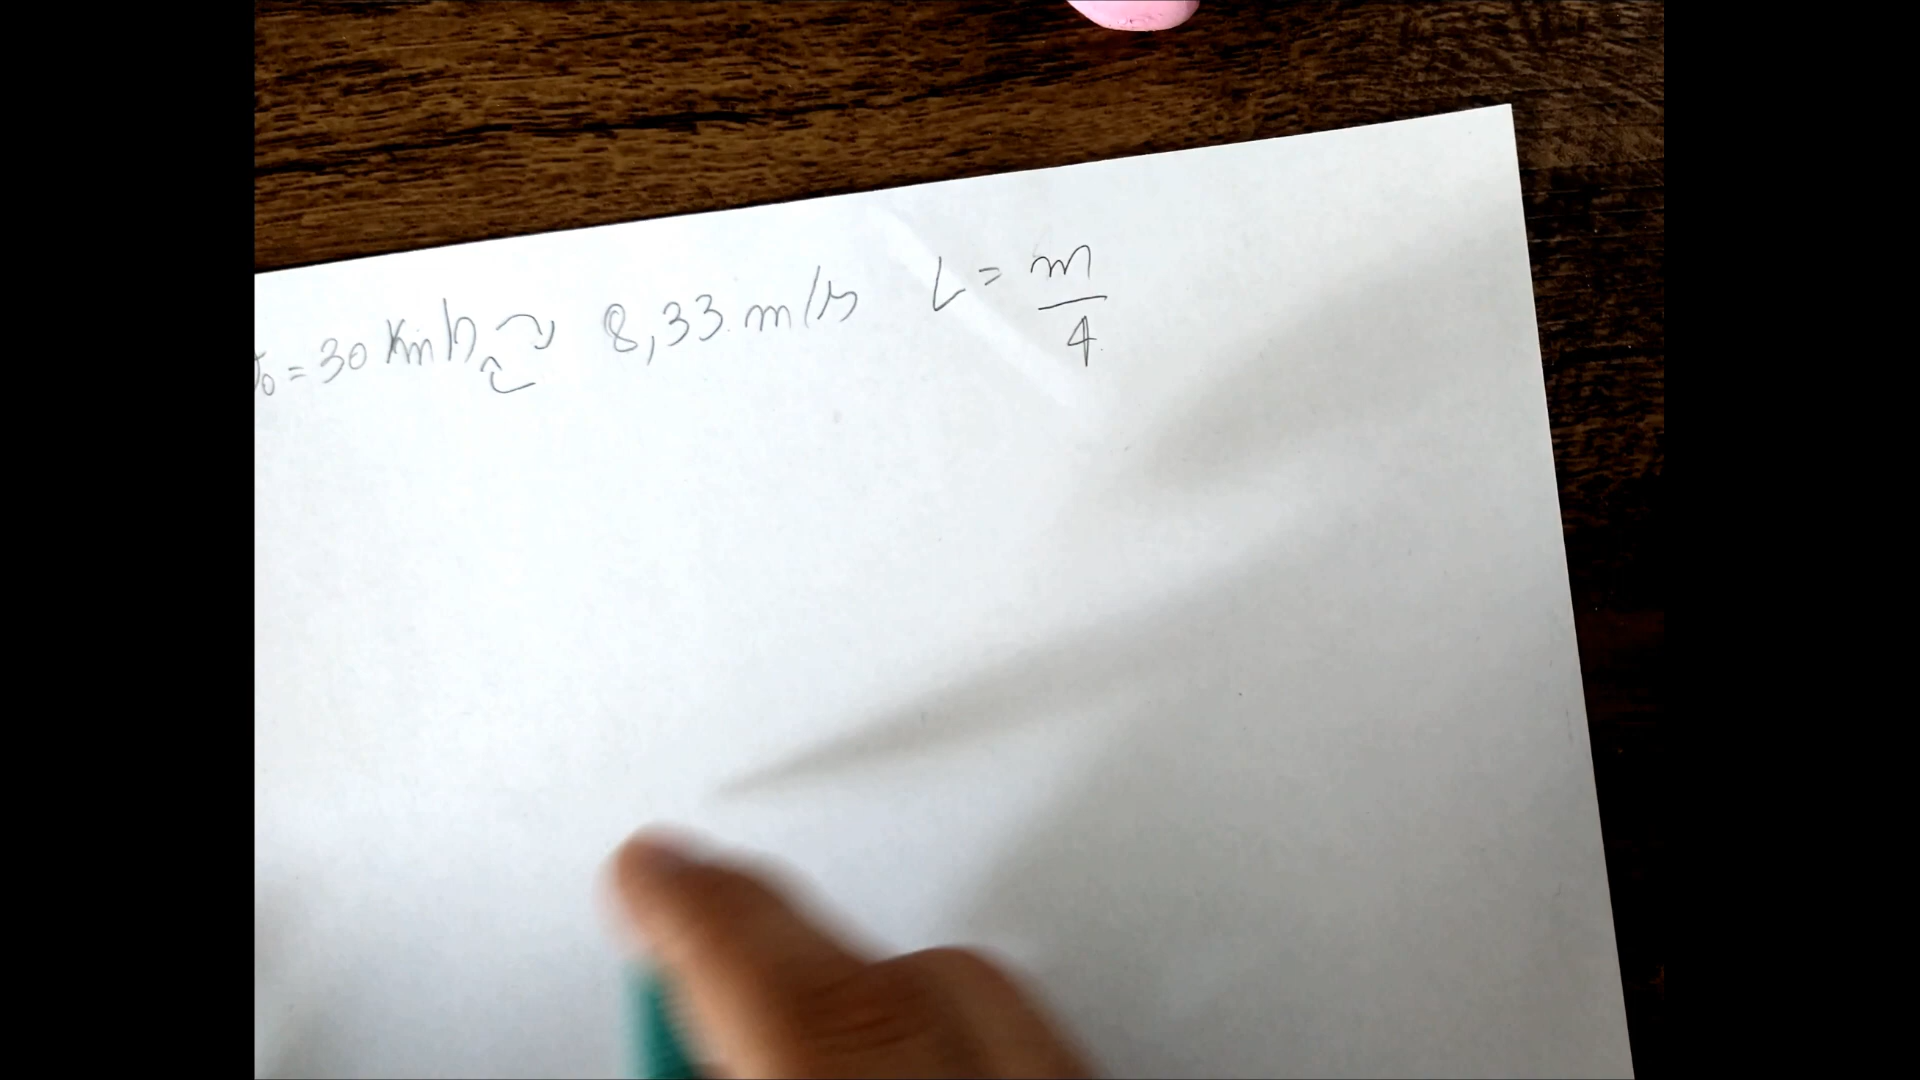 v₀ = 30 Km/h ≈ 8,33 m/s L = m/4